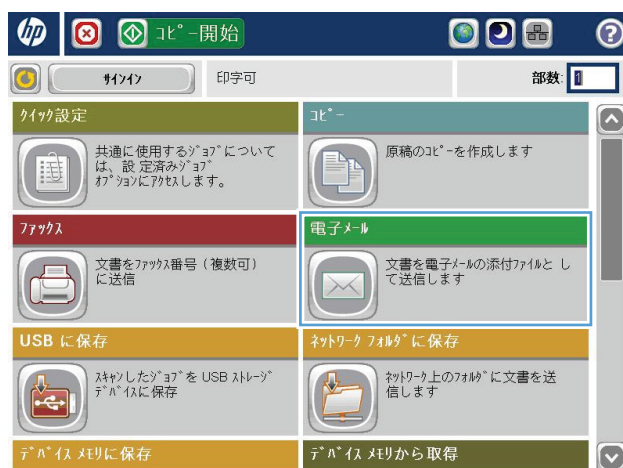 hp
ｺﾋﾟｰ開始
ｻｲﾝｲﾝ
印字可
部数: 1
ｸｲｯｸ設定
共通に使用するｼﾞｮﾌﾞについて
は、設 定済みｼﾞｮﾌﾞ
ｵﾌﾟｼｮﾝにｱｸｾｽしま す。
ｺﾋﾟｰ
原稿のｺﾋﾟｰを作成します
ﾌｧｯｸｽ
文書をﾌｧｯｸｽ番号 (複数可)
に送信
電子ﾒｰﾙ
文書を電子ﾒｰﾙの添付ﾌｧｲﾙと し
て送信しま す
USB に保存
ｽｷｬﾝしたｼﾞｮﾌﾞを USB ｽﾄﾚｰｼﾞ
ﾃﾞﾊﾞｲｽに保存
ﾈｯﾄﾜｰｸ ﾌｫﾙﾀﾞに保存
ﾈｯﾄﾜｰｸ上のﾌｫﾙﾀﾞに文書を送
信します
ﾃﾞﾊﾞｲｽ ﾒﾓﾘに保存
ﾃﾞﾊﾞｲｽ ﾒﾓﾘから取得